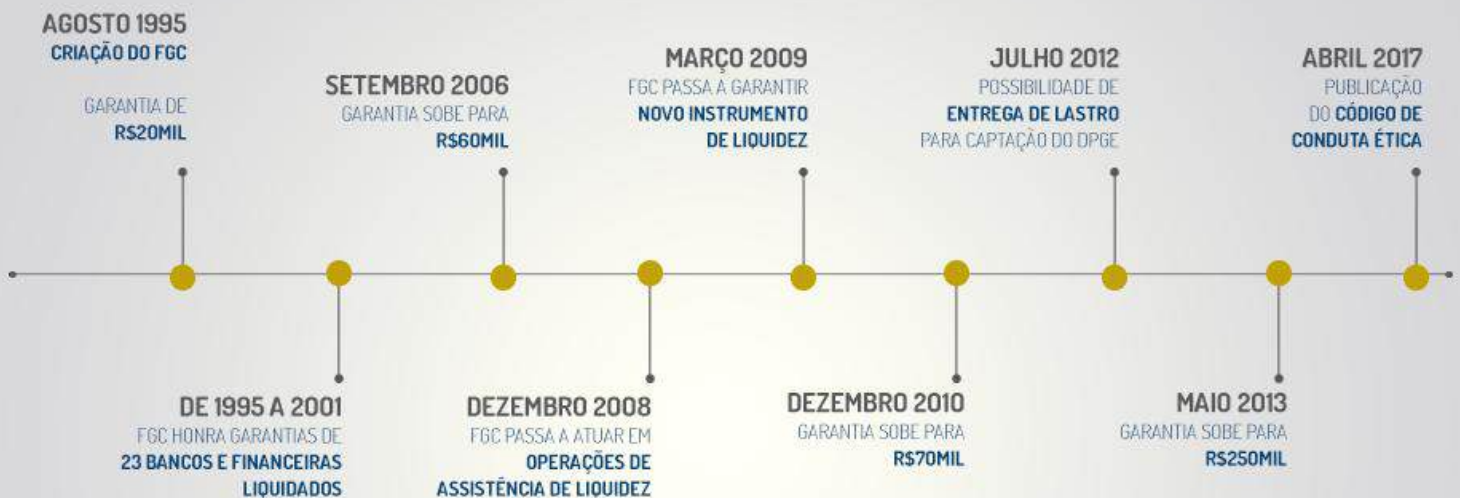 AGOSTO 1995
CRIAÇÃO DO FGC
GARANTIA DE
R$20MIL
SETEMBRO 2006
GARANTIA SOBE PARA
R$60MIL
MARÇO 2009
FGC PASSA A GARANTIR
NOVO INSTRUMENTO
DE LIQUIDEZ
JULHO 2012
POSSIBILIDADE DE
ENTREGA DE LASTRO
PARA CAPTAÇÃO DO DPGE
ABRIL 2017
PUBLICAÇÃO
DO CÓDIGO DE
CONDUTA ÉTICA
DE 1995 A 2001
FGC HONRA GARANTIAS DE
23 BANCOS E FINANCEIRAS
LIQUIDADOS
DEZEMBRO 2008
FGC PASSA A ATUAR EM
OPERAÇÕES DE
ASSISTÊNCIA DE LIQUIDEZ
DEZEMBRO 2010
GARANTIA SOBE PARA
R$70MIL
MAIO 2013
GARANTIA SOBE PARA
R$250MIL